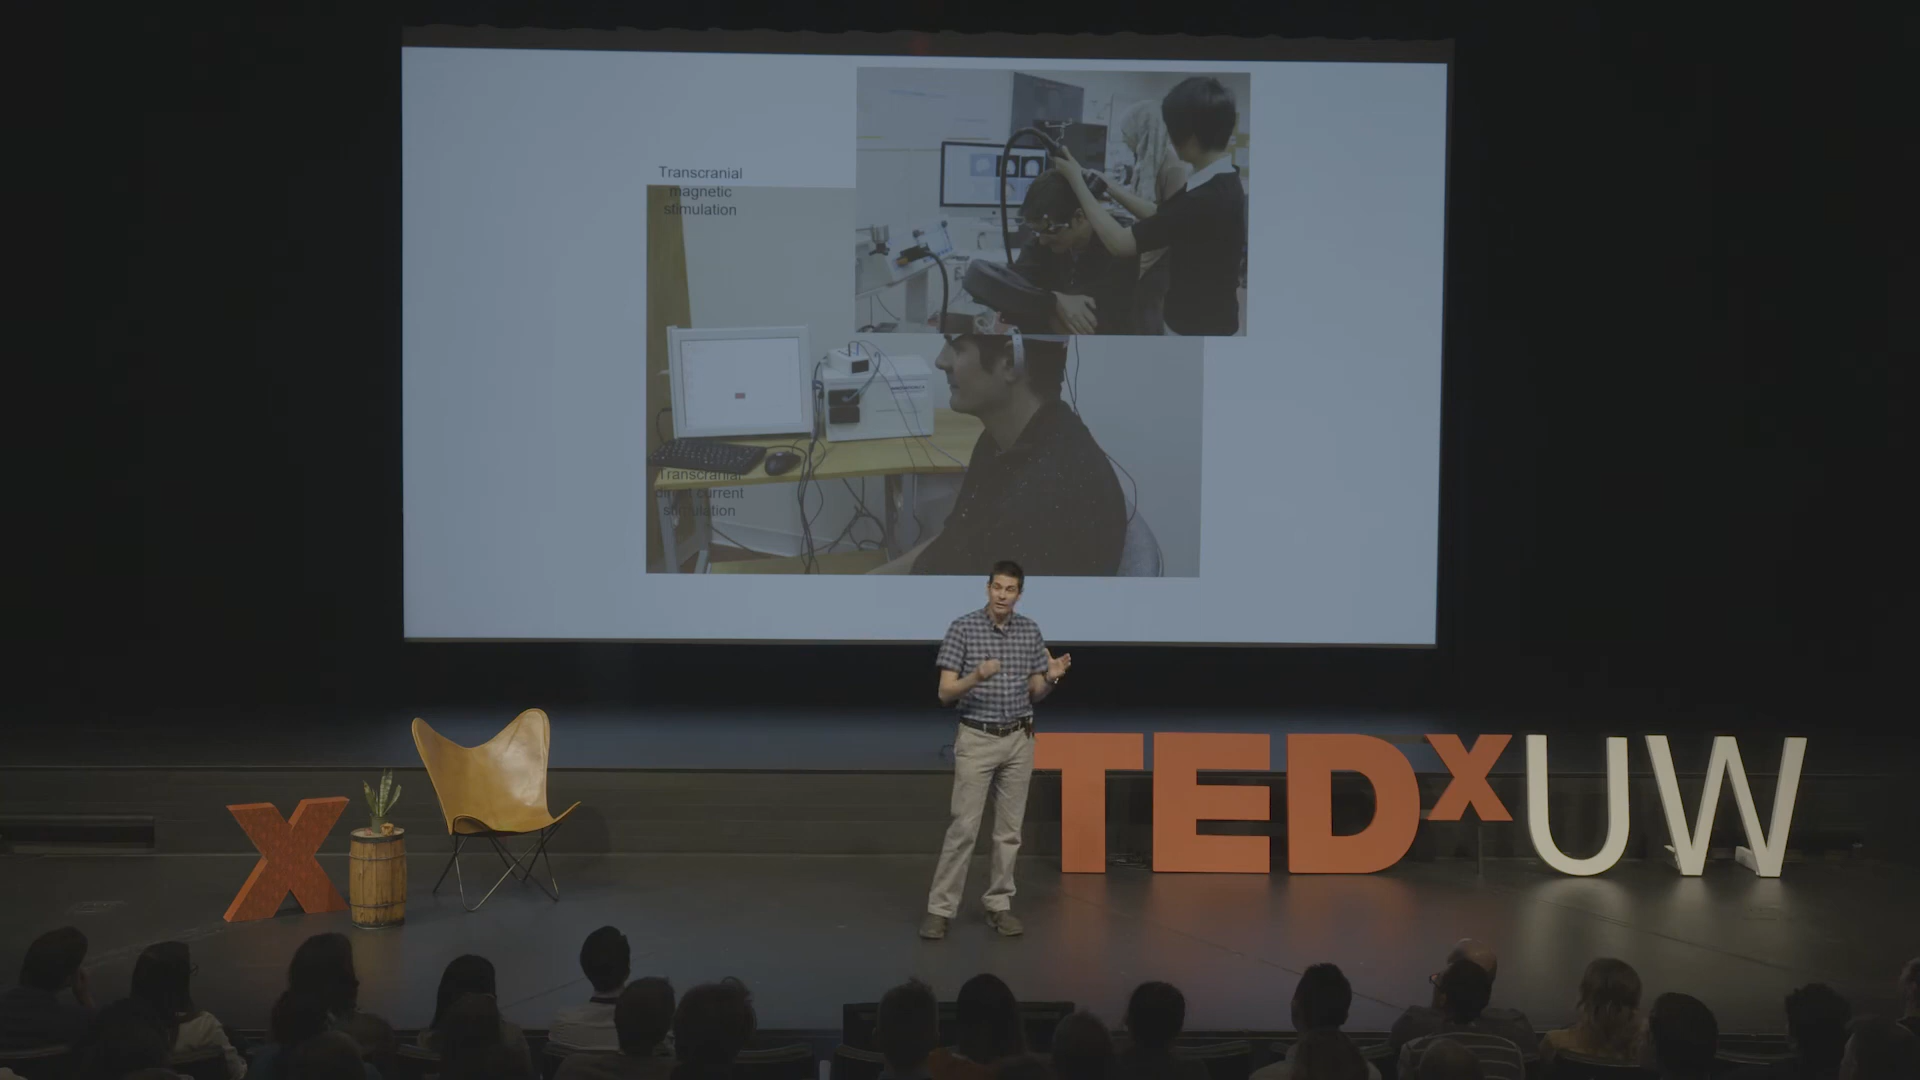 Transcranial
magnetic
stimulation
Transcranial
direct current
stimulation
X
TEDxUW